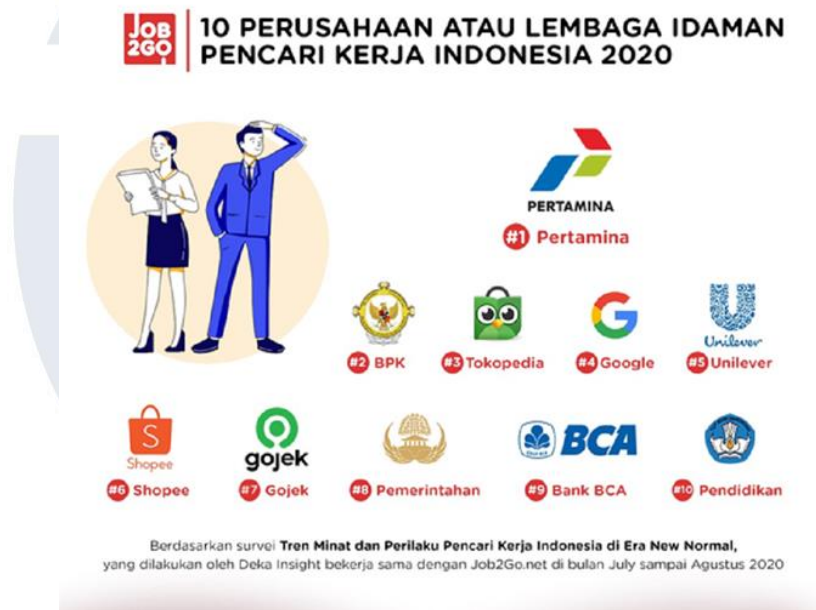 JOB
2GO
10 PERUSAHAAN ATAU LEMBAGA IDAMAN
PENCARI KERJA INDONESIA 2020
PERTAMINA
#1 Pertamina
Unilever
#2 BPK
#3 Tokopedia
#4 Google
#5 Unilever
S
Shopee
gojek
BCA
#6 Shopee
#7 Gojek
#8 Pemerintahan
#9 Bank BCA
#10 Pendidikan
Berdasarkan survei Tren Minat dan Perilaku Pencari Kerja Indonesia di Era New Normal,
yang dilakukan oleh Deka Insight bekerja sama dengan Job2Go.net di bulan July sampai Agustus 2020